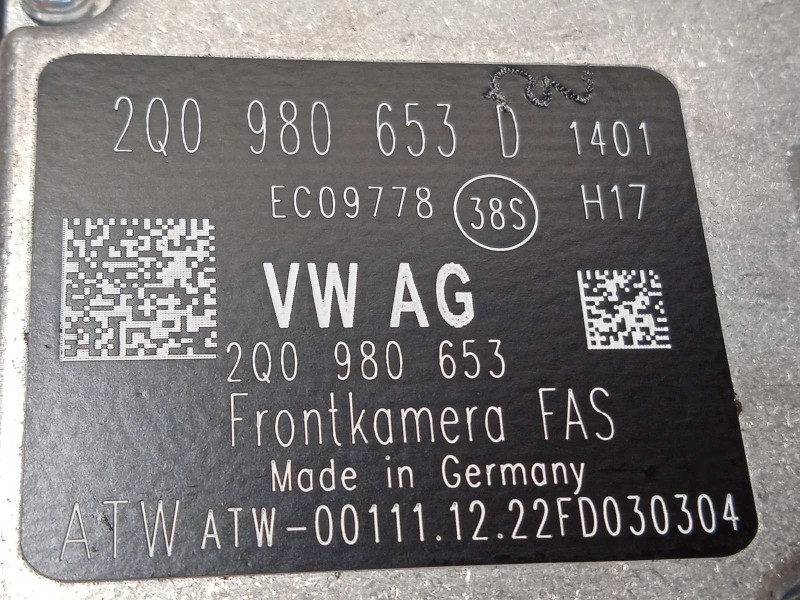 2Q0 980 653 D 1401
EC09778 38S H17
VW AG
2Q0 980 653
Frontkamera FAS
Made in Germany
ATW ATW-00111.12.22FD030304